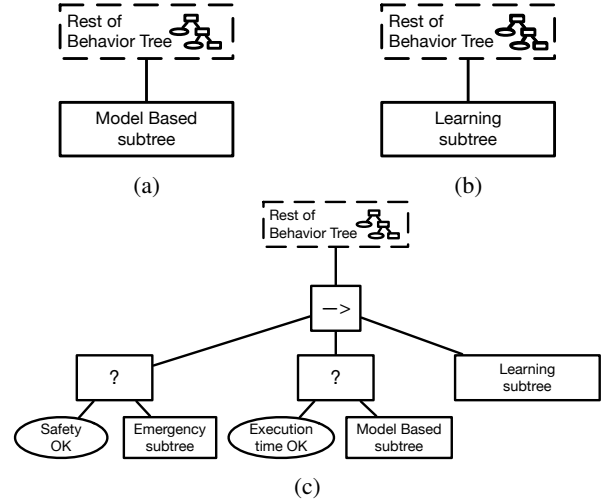 Rest of
Behavior Tree
Model Based
subtree
(a)
Rest of
Behavior Tree
Learning
subtree
(b)
Rest of
Behavior Tree
—>
?
?
Learning
subtree
Safety
OK
Emergency
subtree
Execution
time OK
Model Based
subtree
(c)